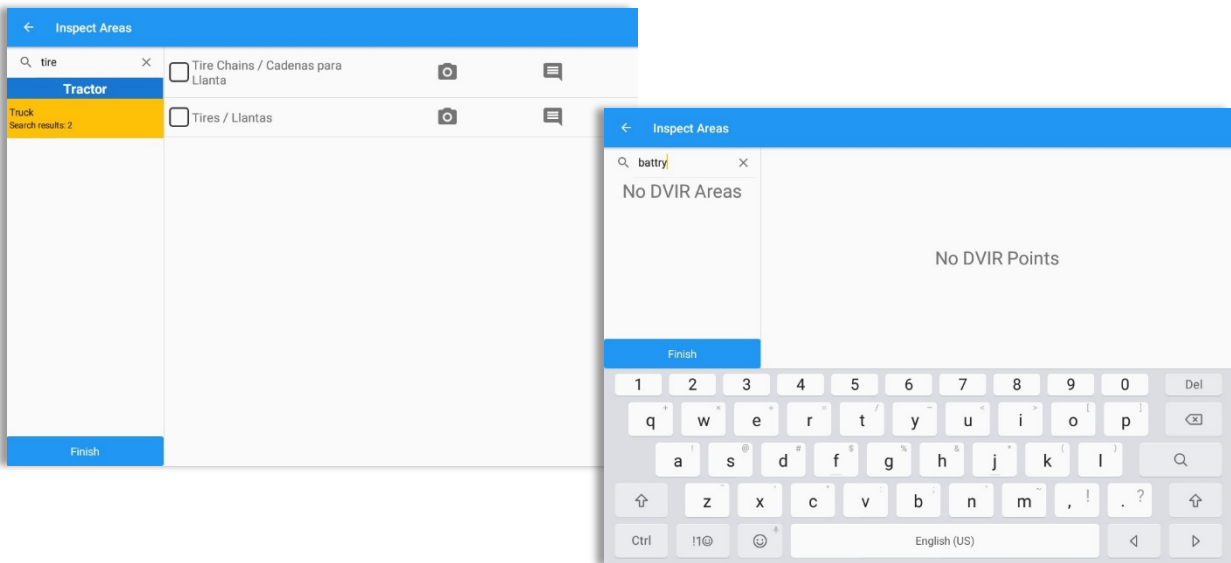 Inspect Areas
tire
Tractor
Truck
Search results: 2
Tire Chains / Cadenas para
Llanta
Tires / Llantas
Finish
Inspect Areas
battry
No DVIR Areas
No DVIR Points
Finish
1 2 3 4 5 6 7 8 9 0 Del
q w e r t y u i o p
a s d f g h j k l
z x c v b n m , ! . ?
Ctrl !1☺ English (US)